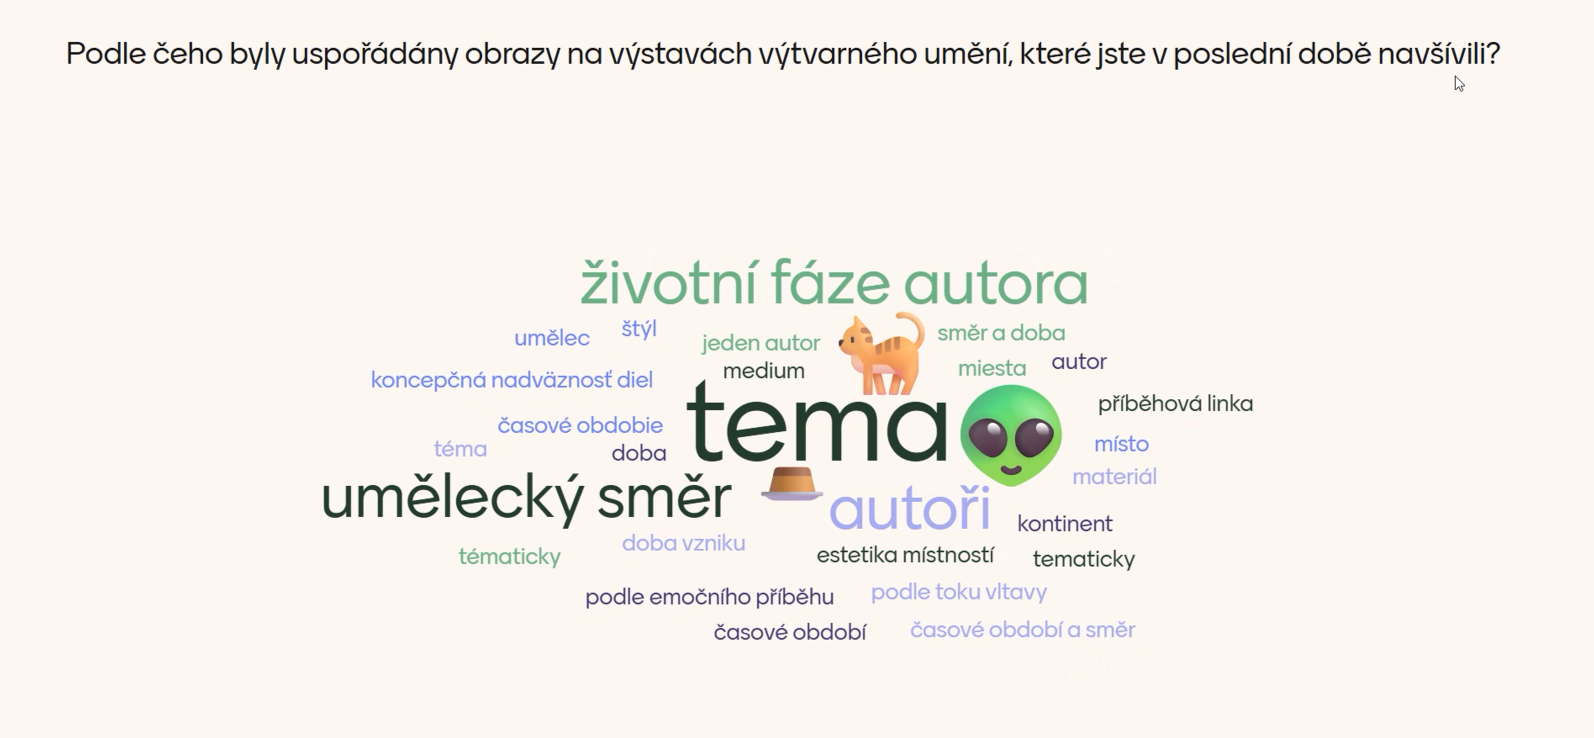 Podle čeho byly uspořádány obrazy na výstavách výtvarného umění, které jste v poslední době navšívili?
životní fáze autora
umělec
štýl
jeden autor
směr a doba
medium
miesta
autor
koncepčná nadväznosť diel
tema
příběhová linka
časové obdobie
téma
doba
místo
materiál
umělecký směr
autoři
kontinent
tématicky
doba vzniku
estetika místností
tematicky
podle emočního příběhu
podle toku vltavy
časové období
časové období a směr